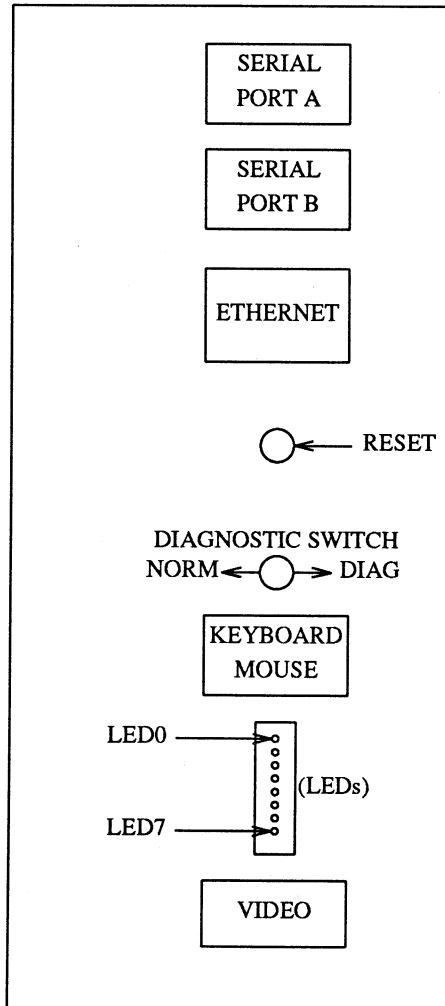 SERIAL
PORT A
SERIAL
PORT B
ETHERNET
RESET
DIAGNOSTIC SWITCH
NORM DIAG
KEYBOARD
MOUSE
LED0
(LEDs)
LED7
VIDEO